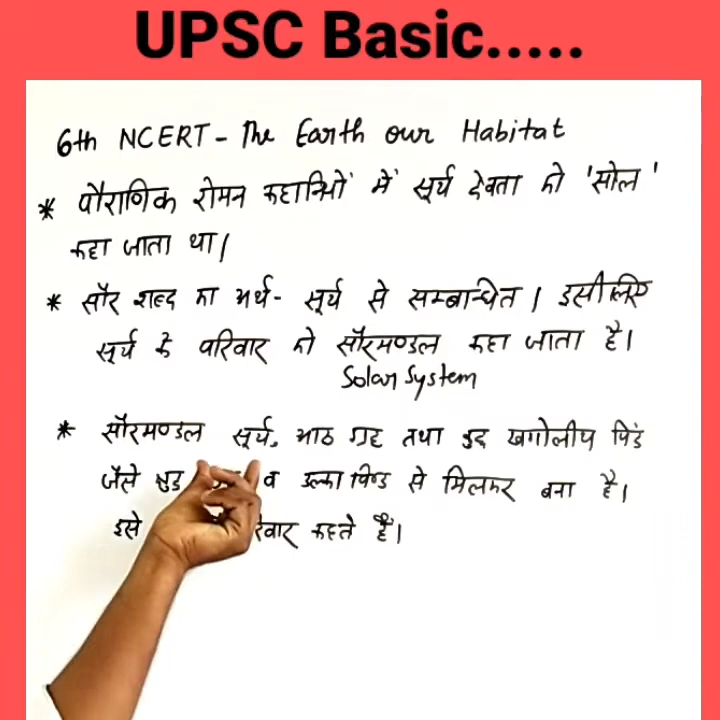 UPSC Basic.....
6th NCERT - The Earth our Habitat
* पौराणिक रोमन कहानियों में सूर्य देवता को 'सोल'
कहा जाता था।
* सौर शब्द का अर्थ - सूर्य से सम्बान्धित। इसीलिए
सूर्य के परिवार को सौरमण्डल कहा जाता है।
Solar System
* सौरमण्डल सूर्य, आठ ग्रह तथा कुछ खगोलीय पिंड
जैसे व उल्का पिण्ड से मिलकर बना है।
इसे कहते हैं।